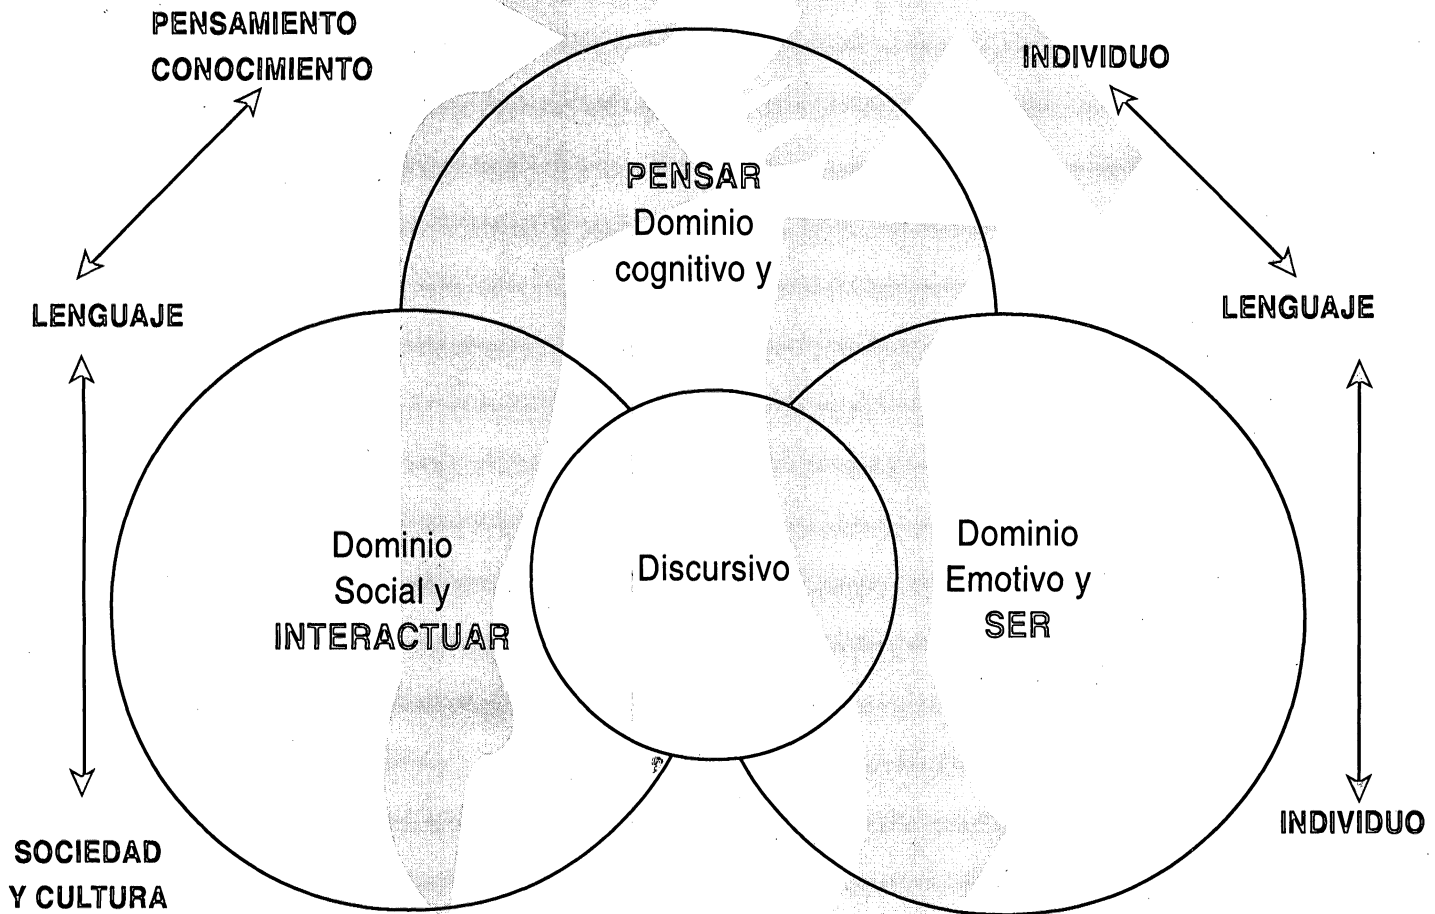 PENSAMIENTO
CONOCIMIENTO
INDIVIDUO
PENSAR
Dominio
cognitivo y
LENGUAJE
LENGUAJE
Dominio
Social y
INTERACTUAR
Discursivo
Dominio
Emotivo y
SER
SOCIEDAD
Y CULTURA
INDIVIDUO